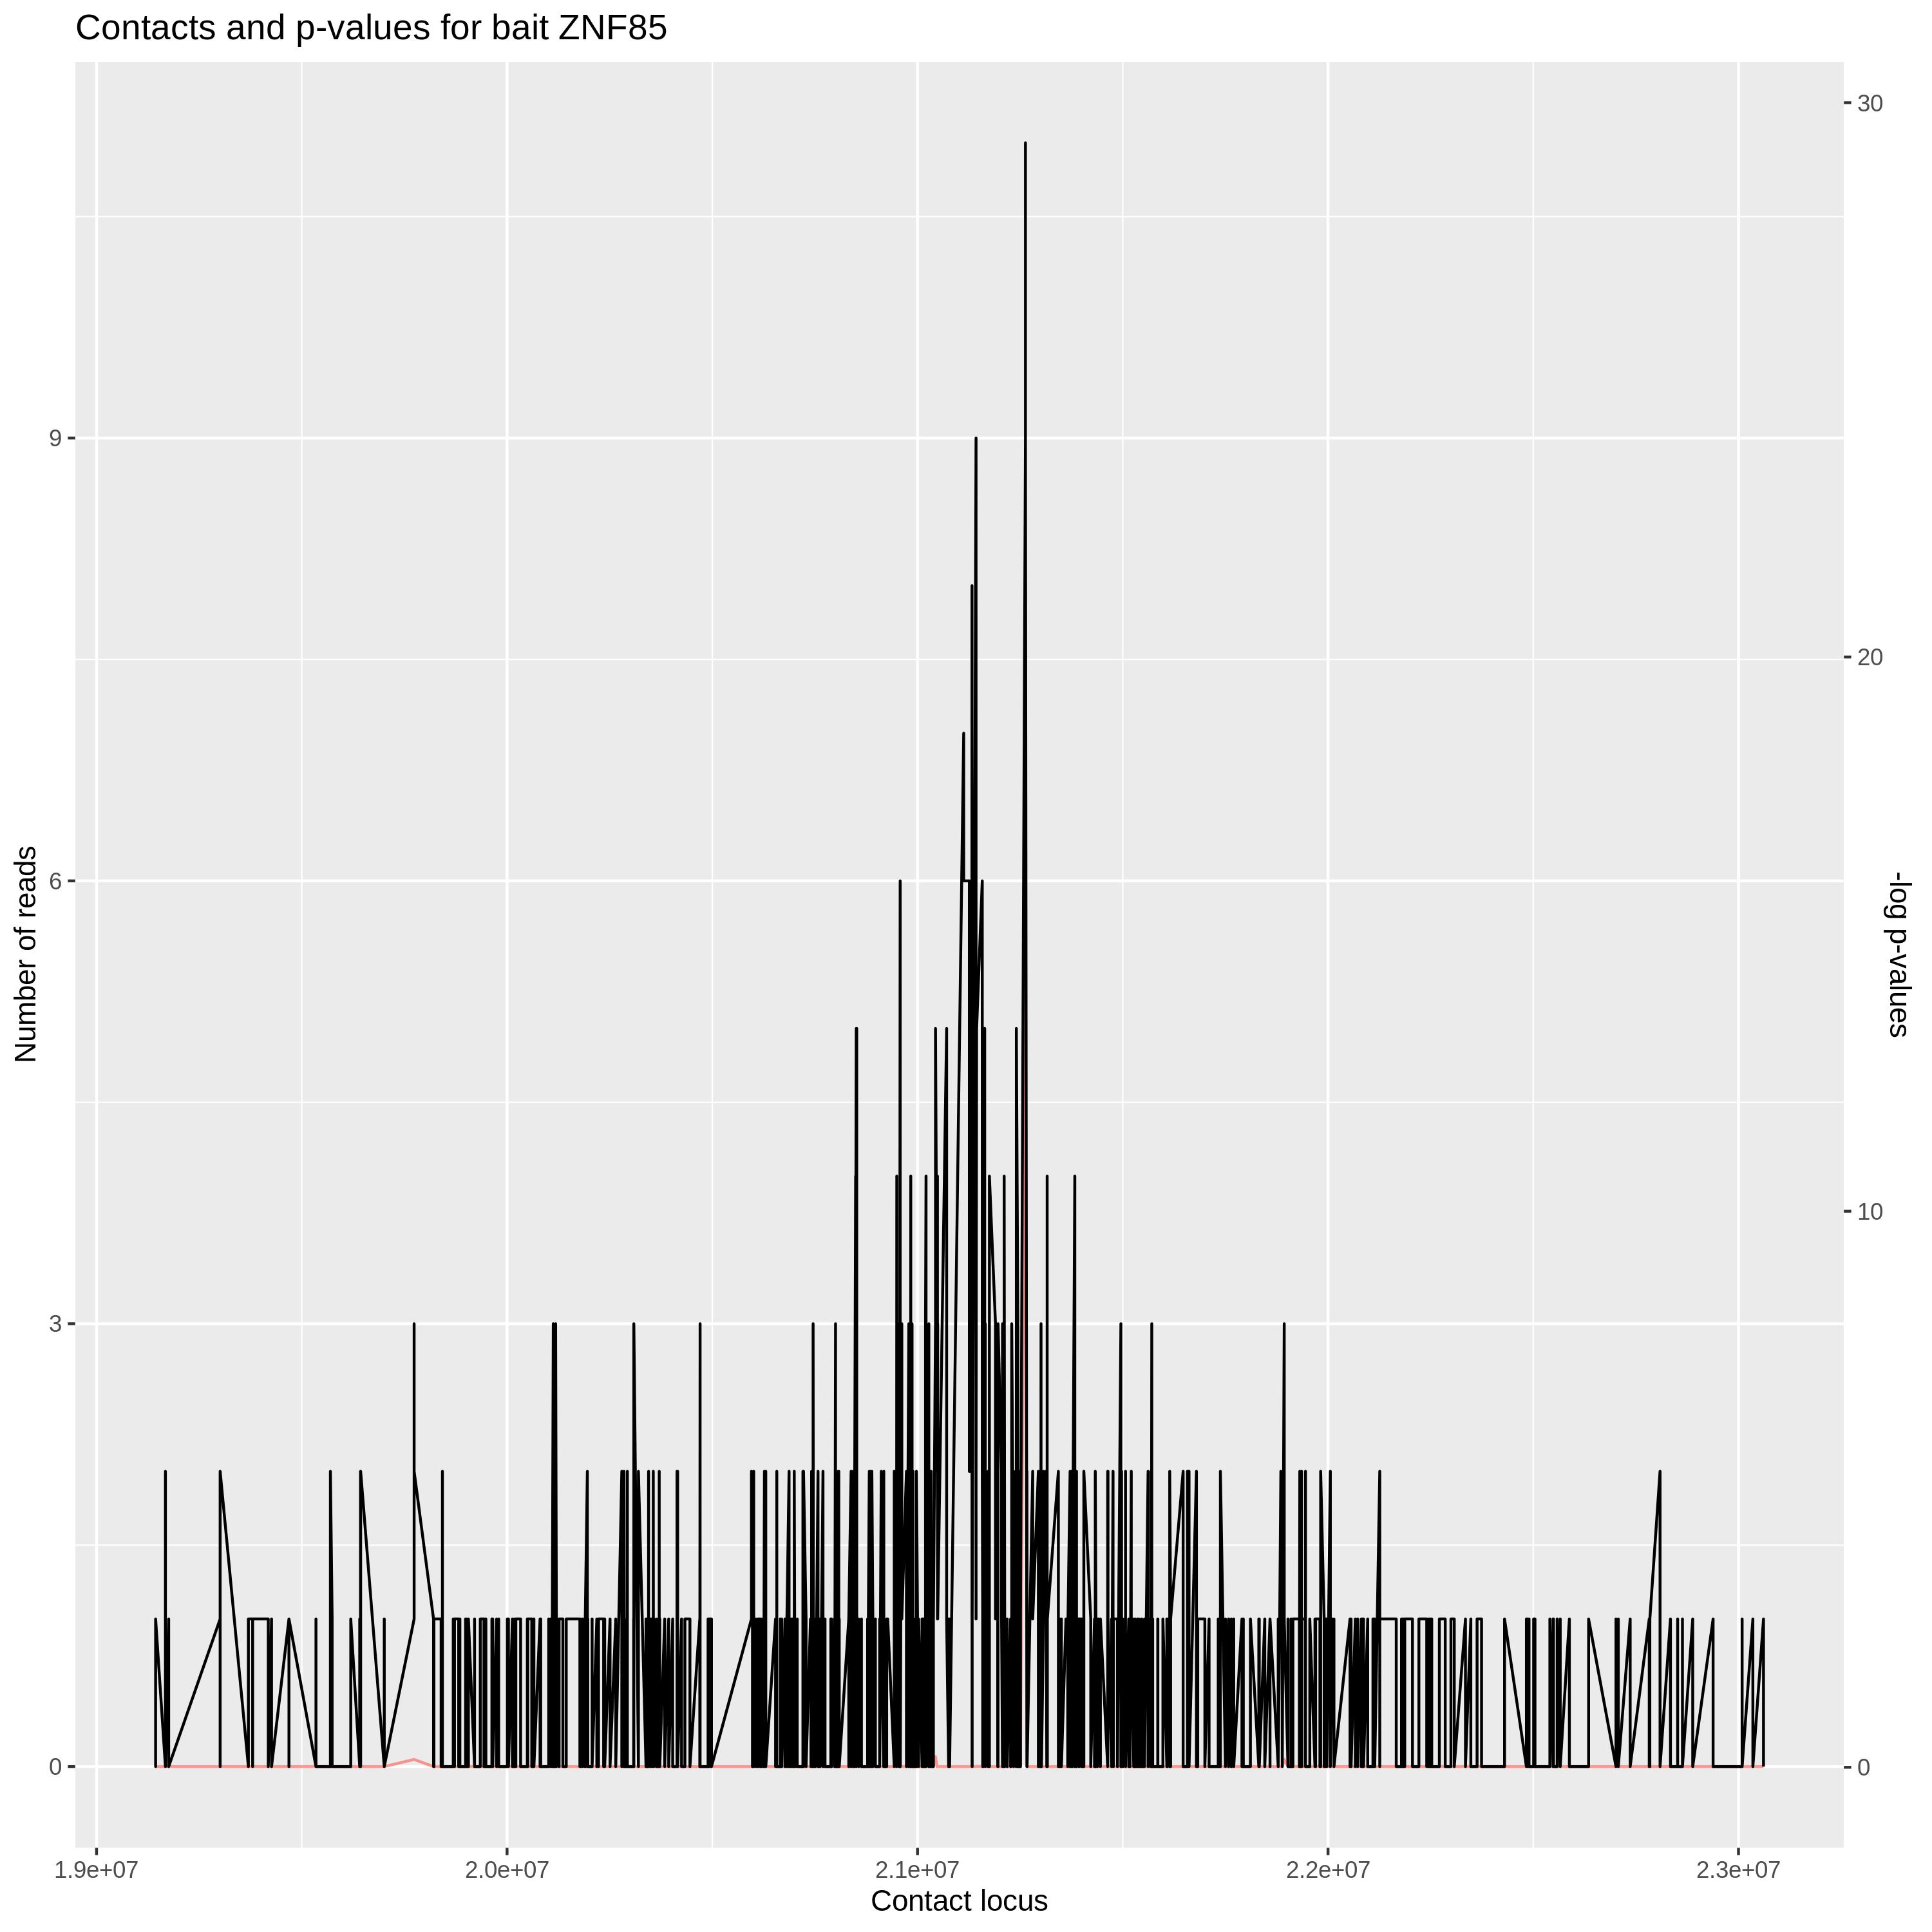 Contacts and p-values for bait ZNF85
30
9
20
6
Number of reads
-log p-values
10
3
0
0
1.9e+07 2.0e+07 2.1e+07 2.2e+07 2.3e+07
Contact locus